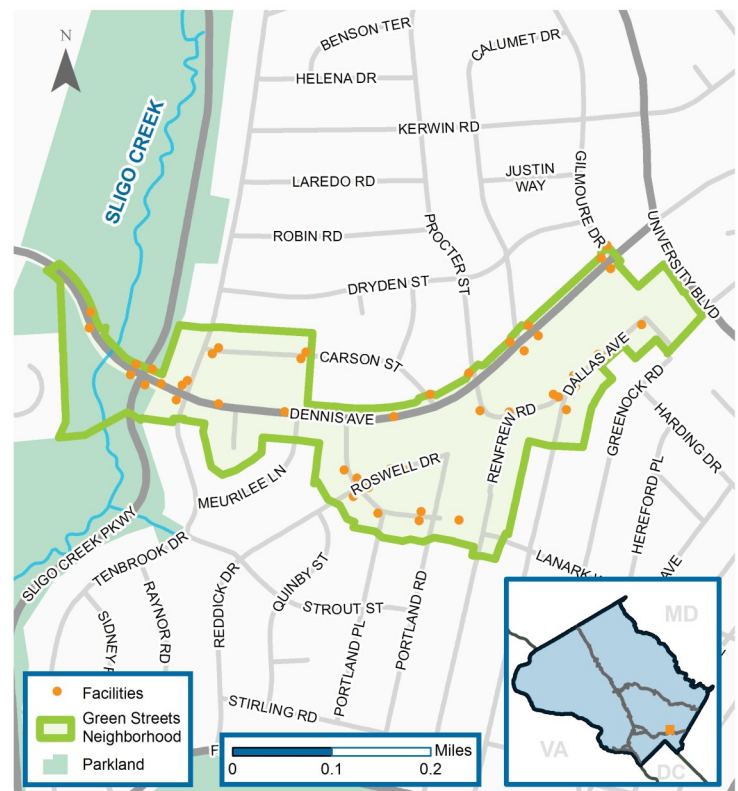 N
BENSON TER
CALUMET DR
HELENA DR
KERWIN RD
SLIGO CREEK
LAREDO RD
JUSTIN
WAY
GILMOURE DR
ROBIN RD
PROCTER ST
UNIVERSITY BLVD
DRYDEN ST
CARSON ST
DALLAS AVE
DENNIS AVE
GREENOCK RD
RENFREW RD
HARDING DR
MEURILEE LN
ROSWELL DR
HEREFORD PL
SLIGO CREEK PKWY
TENBROOK DR
LANARK
AVE
RAYNOR RD
REDDICK DR
QUINBY ST
SIDNEY
STROUT ST
PORTLAND PL
PORTLAND RD
STIRLING RD
F
Facilities
Green Streets
Neighborhood
Parkland
Miles
0
0.1
0.2
MD
VA
DC